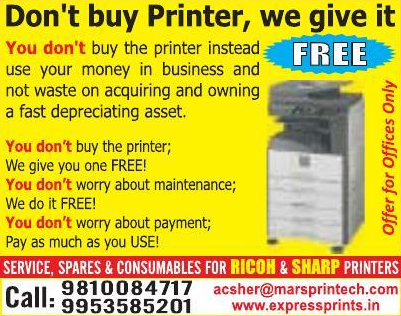 Don't buy Printer, we give it
You don't buy the printer instead
FREE
use your money in business and
not waste on acquiring and owning
a fast depreciating asset.
You don't buy the printer;
We give you one FREE!
You don't worry about maintenance;
We do it FREE!
You don't worry about payment;
Pay as much as you USE!
Offer for Offices Only
SERVICE, SPARES & CONSUMABLES FOR RICOH & SHARP PRINTERS
Call: 9810084717
9953585201
acsher@marsprintech.com
www.expressprints.in